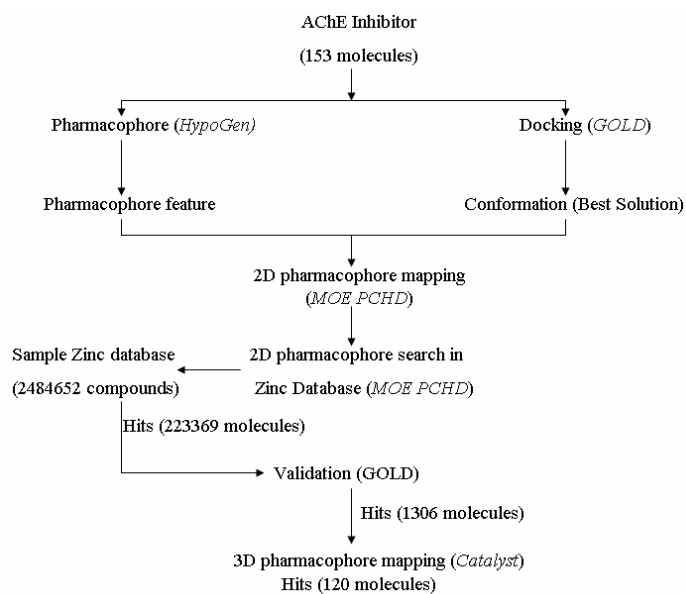 AChE Inhibitor
(153 molecules)
Pharmacophore (HypoGen)
Docking (GOLD)
Pharmacophore feature
Conformation (Best Solution)
2D pharmacophore mapping
(MOE PCHD)
Sample Zinc database
(2484652 compounds)
2D pharmacophore search in
Zinc Database (MOE PCHD)
Hits (223369 molecules)
Validation (GOLD)
Hits (1306 molecules)
3D pharmacophore mapping (Catalyst)
Hits (120 molecules)